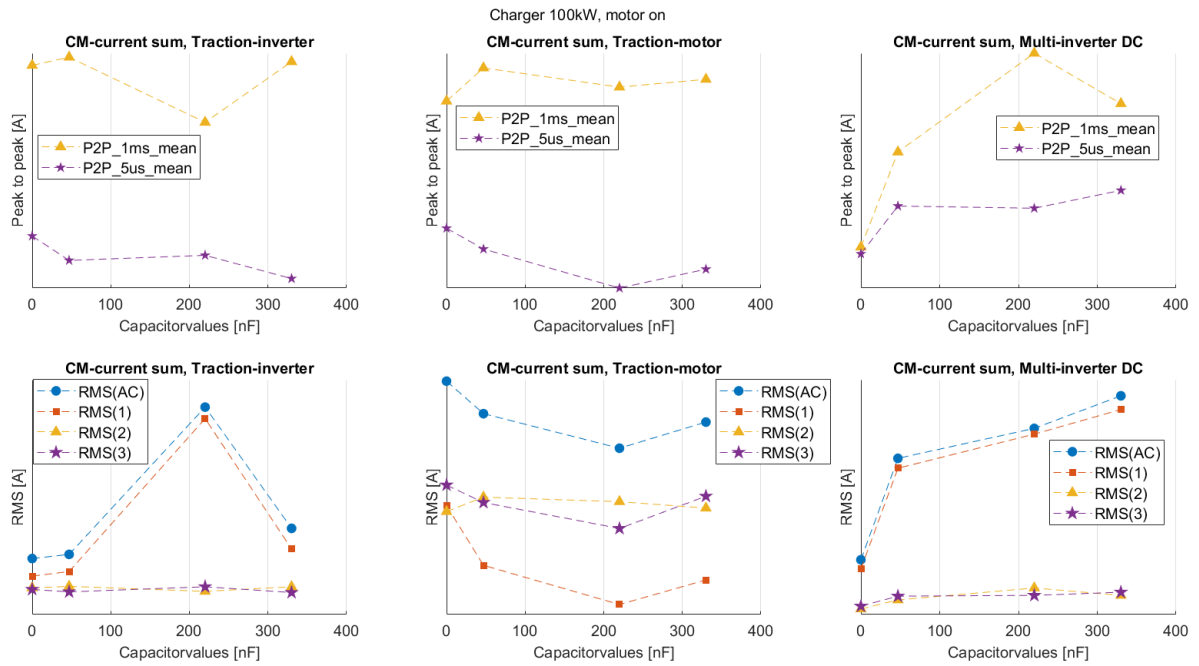 Charger 100kW, motor on
CM-current sum, Traction-inverter
Peak to peak [A]
P2P_1ms_mean
P2P_5us_mean
0 100 200 300 400
Capacitorvalues [nF]
CM-current sum, Traction-motor
Peak to peak [A]
P2P_1ms_mean
P2P_5us_mean
0 100 200 300 400
Capacitorvalues [nF]
CM-current sum, Multi-inverter DC
Peak to peak [A]
P2P_1ms_mean
P2P_5us_mean
0 100 200 300 400
Capacitorvalues [nF]
CM-current sum, Traction-inverter
RMS [A]
RMS(AC)
RMS(1)
RMS(2)
RMS(3)
0 100 200 300 400
Capacitorvalues [nF]
CM-current sum, Traction-motor
RMS [A]
RMS(AC)
RMS(1)
RMS(2)
RMS(3)
0 100 200 300 400
Capacitorvalues [nF]
CM-current sum, Multi-inverter DC
RMS [A]
RMS(AC)
RMS(1)
RMS(2)
RMS(3)
0 100 200 300 400
Capacitorvalues [nF]